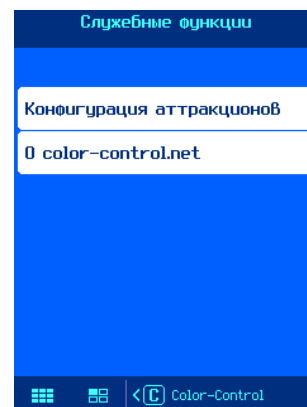 Служебные функции
Конфигурация аттракционов
О color-control.net
C Color-Control